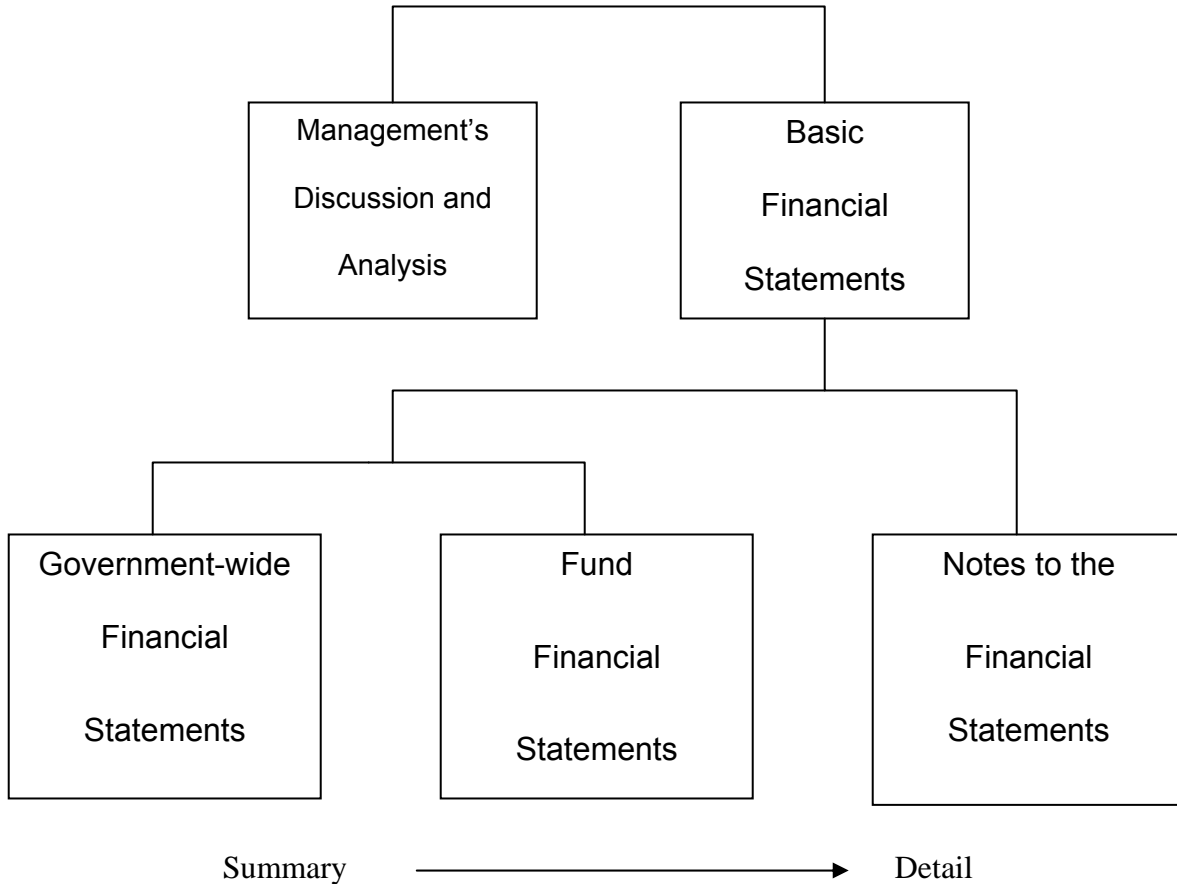 Management’s
Discussion and
Analysis
Basic
Financial
Statements
Government-wide
Financial
Statements
Fund
Financial
Statements
Notes to the
Financial
Statements
Summary
Detail